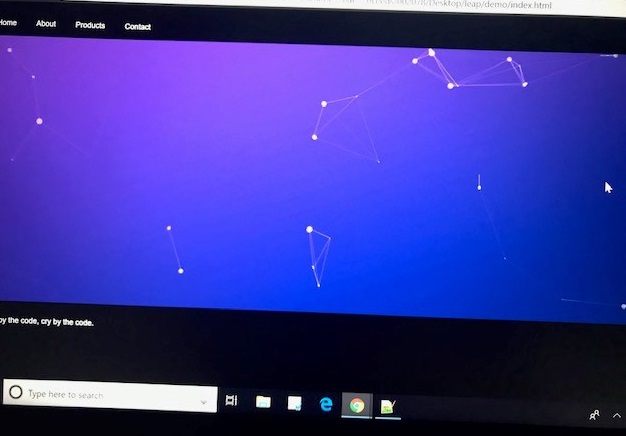 Desktop/leap/demo/index.html
Home About Products Contact
by the code, cry by the code.
Type here to search